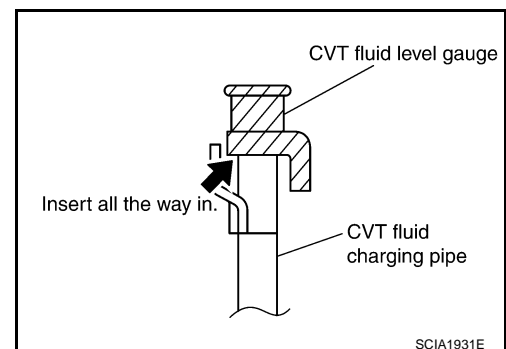 CVT fluid level gauge
Insert all the way in.
CVT fluid
charging pipe
SCIA1931E